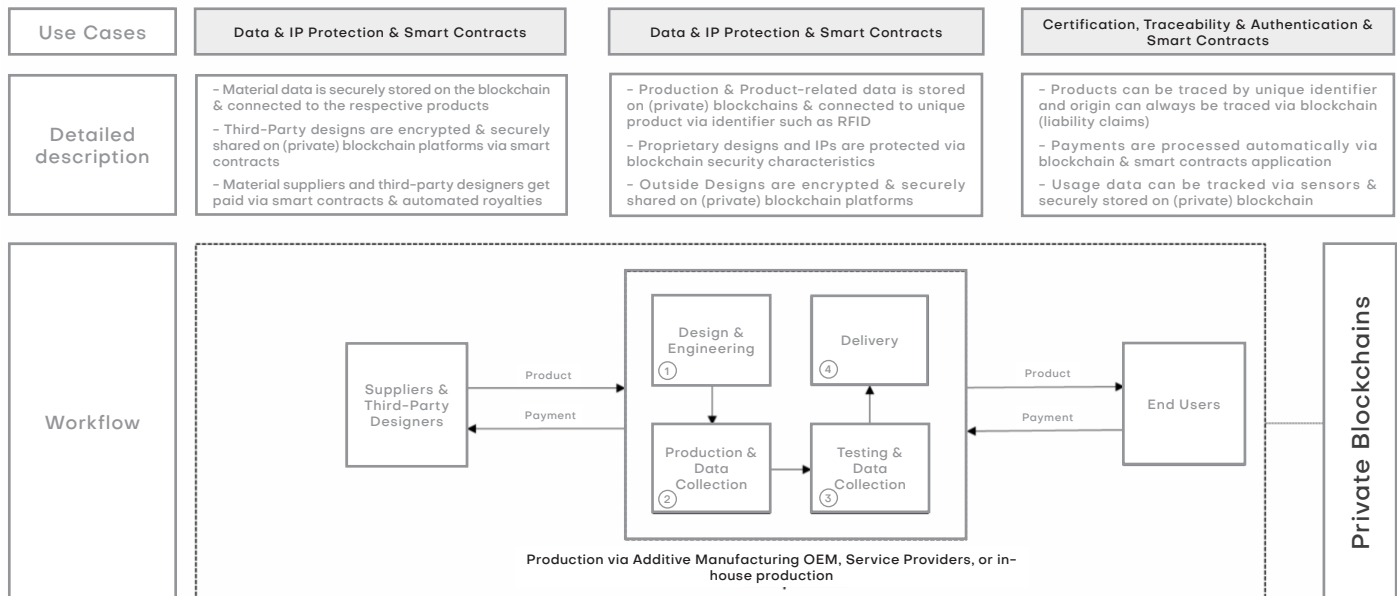 Use Cases
Data & IP Protection & Smart Contracts
Data & IP Protection & Smart Contracts
Certification, Traceability & Authentication &
Smart Contracts
Detailed
description
- Material data is securely stored on the blockchain
& connected to the respective products
- Third-Party designs are encrypted & securely
shared on (private) blockchain platforms via smart
contracts
- Material suppliers and third-party designers get
paid via smart contracts & automated royalties
- Production & Product-related data is stored
on (private) blockchains & connected to unique
product via identifier such as RFID
- Proprietary designs and IPs are protected via
blockchain security characteristics
- Outside Designs are encrypted & securely
shared on (private) blockchain platforms
- Products can be traced by unique identifier
and origin can always be traced via blockchain
(liability claims)
- Payments are processed automatically via
blockchain & smart contracts application
- Usage data can be tracked via sensors &
securely stored on (private) blockchain
Workflow
Suppliers &
Third-Party
Designers
Product
Payment
Design &
Engineering
1
Production &
Data
Collection
2
Testing &
Data
Collection
3
Delivery
4
Product
Payment
End Users
Production via Additive Manufacturing OEM, Service Providers, or in-
house production
Private Blockchains